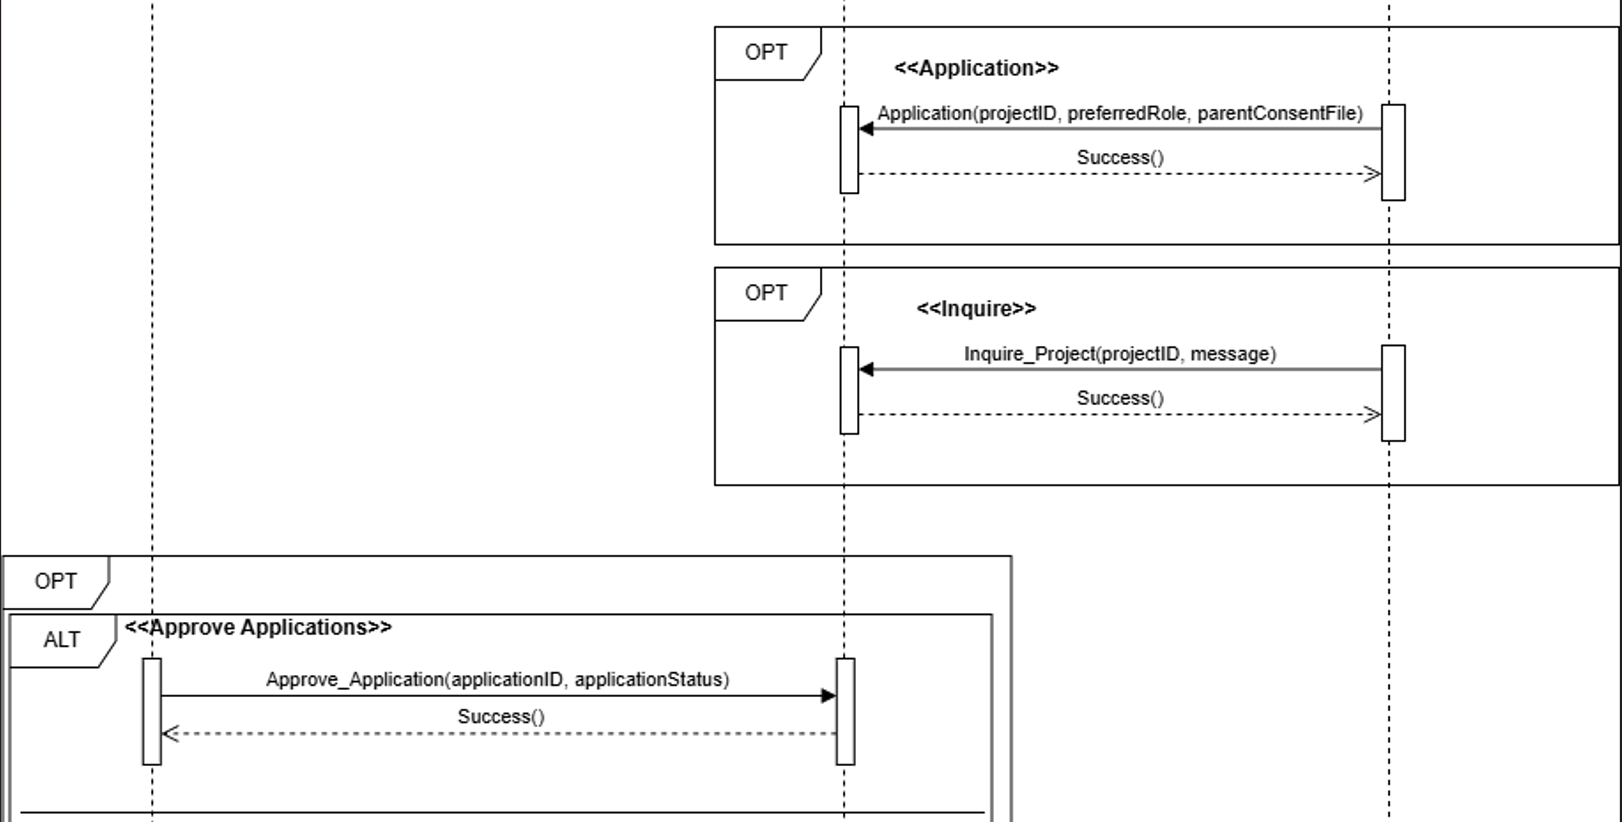 OPT
<<Application>>
Application(projectID, preferredRole, parentConsentFile)
Success()
OPT
<<Inquire>>
Inquire_Project(projectID, message)
Success()
OPT
ALT
<<Approve Applications>>
Approve_Application(applicationID, applicationStatus)
Success()